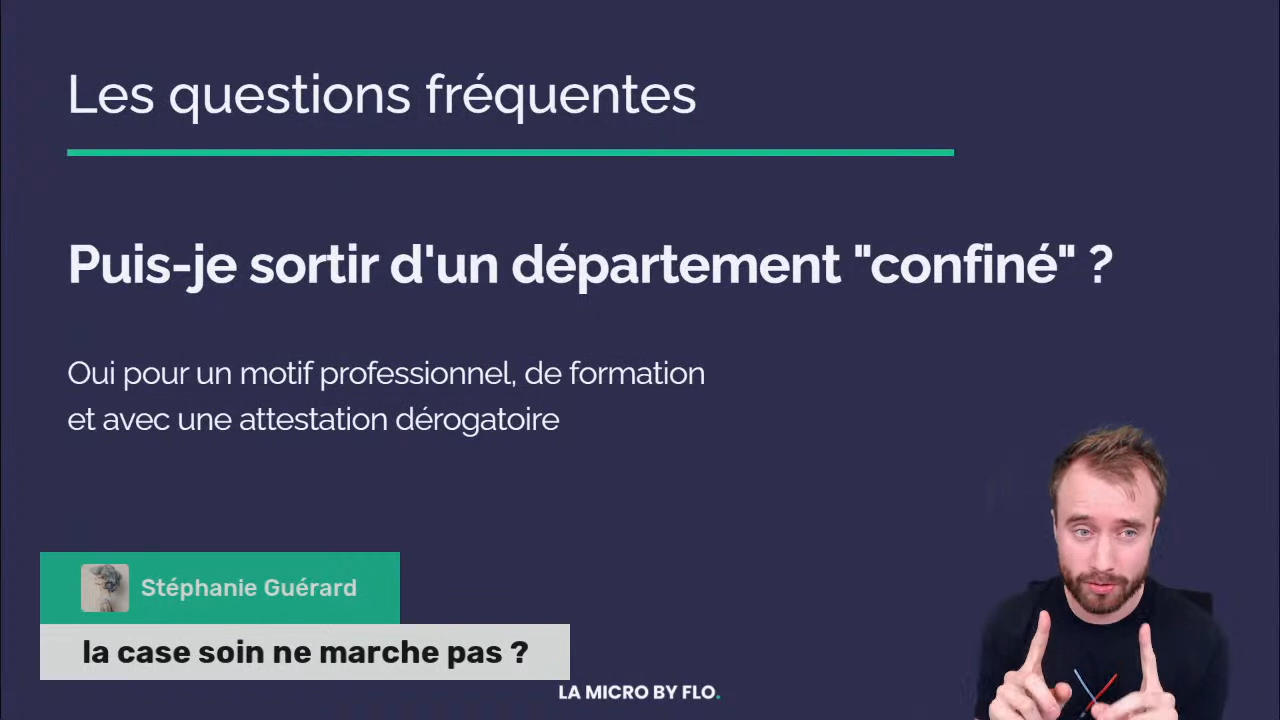 Les questions fréquentes
Puis-je sortir d'un département "confiné" ?
Oui pour un motif professionnel, de formation
et avec une attestation dérogatoire
Stéphanie Guérard
la case soin ne marche pas ?
LA MICRO BY FLO.